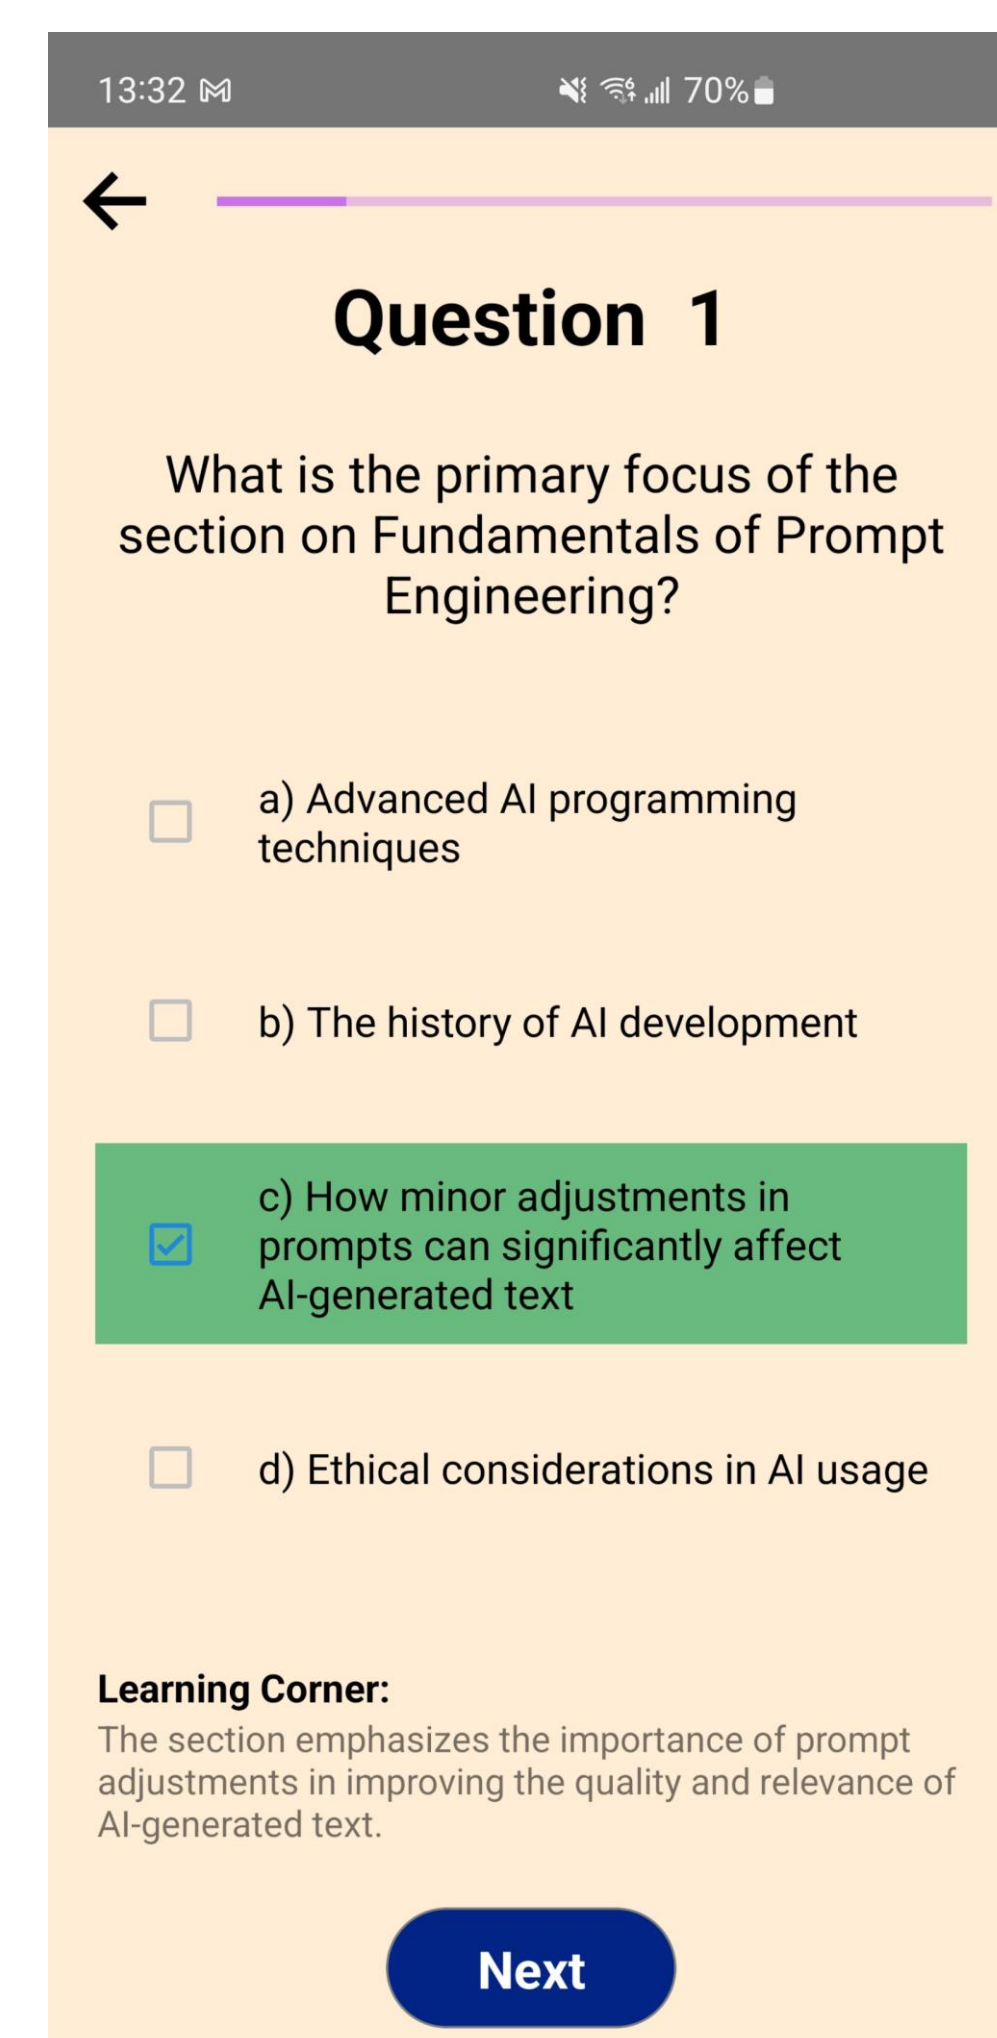 13:32 70%
Question 1
What is the primary focus of the
section on Fundamentals of Prompt
Engineering?
a) Advanced AI programming
techniques
b) The history of AI development
c) How minor adjustments in
prompts can significantly affect
AI-generated text
d) Ethical considerations in AI usage
Learning Corner:
The section emphasizes the importance of prompt
adjustments in improving the quality and relevance of
AI-generated text.
Next